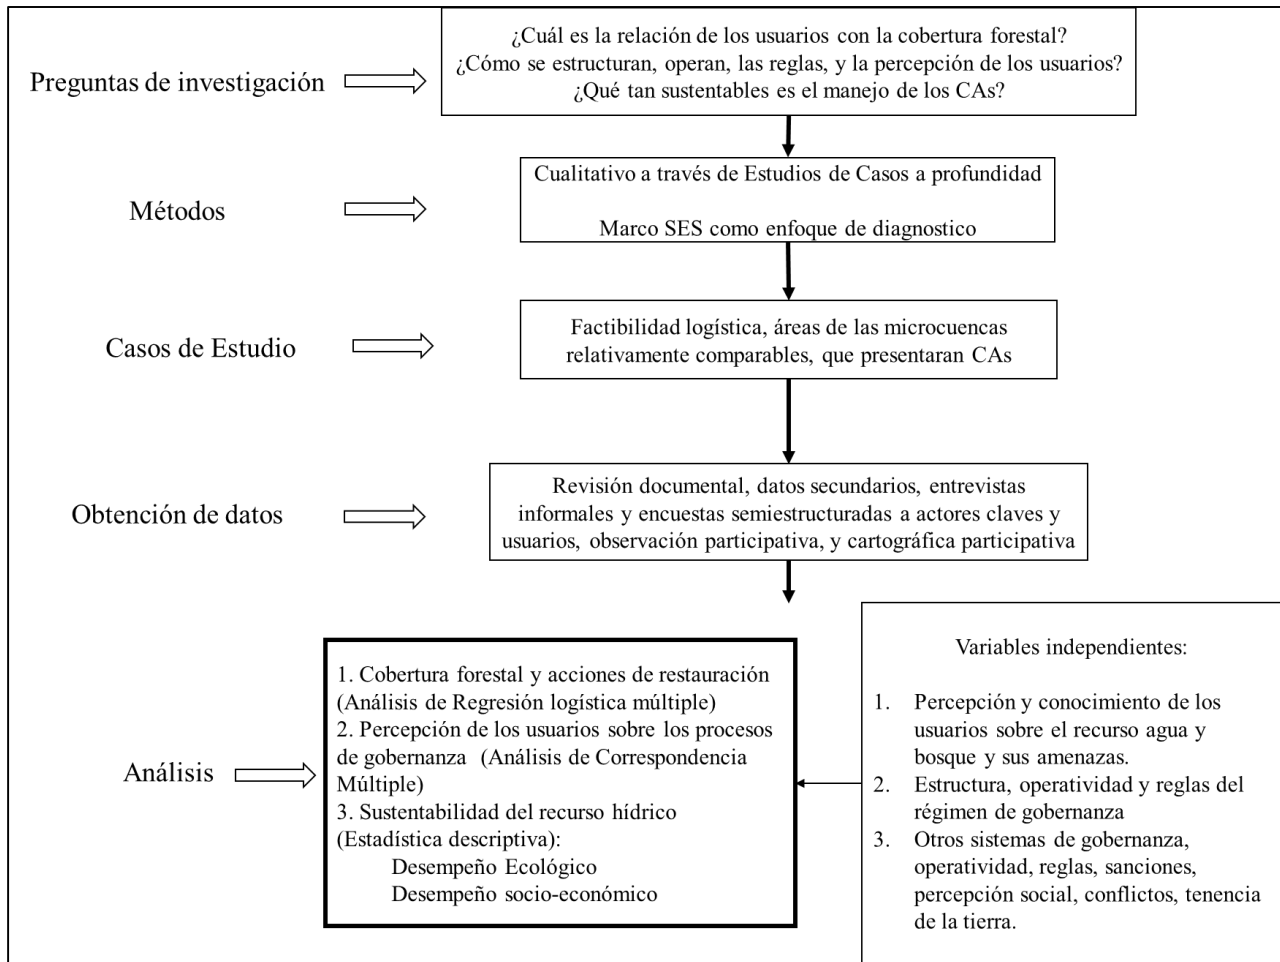 Preguntas de investigación
¿Cuál es la relación de los usuarios con la cobertura forestal?
¿Cómo se estructuran, operan, las reglas, y la percepción de los usuarios?
¿Qué tan sustentables es el manejo de los CAs?
Métodos
Cualitativo a través de Estudios de Casos a profundidad
Marco SES como enfoque de diagnostico
Casos de Estudio
Factibilidad logística, áreas de las microcuencas
relativamente comparables, que presentaran CAs
Obtención de datos
Revisión documental, datos secundarios, entrevistas
informales y encuestas semiestructuradas a actores claves y
usuarios, observación participativa, y cartográfica participativa
Análisis
1. Cobertura forestal y acciones de restauración
(Análisis de Regresión logística múltiple)
2. Percepción de los usuarios sobre los procesos
de gobernanza (Análisis de Correspondencia
Múltiple)
3. Sustentabilidad del recurso hídrico
(Estadística descriptiva):
Desempeño Ecológico
Desempeño socio-económico
Variables independientes:
1. Percepción y conocimiento de los
usuarios sobre el recurso agua y
bosque y sus amenazas.
2. Estructura, operatividad y reglas del
régimen de gobernanza
3. Otros sistemas de gobernanza,
operatividad, reglas, sanciones,
percepción social, conflictos, tenencia
de la tierra.